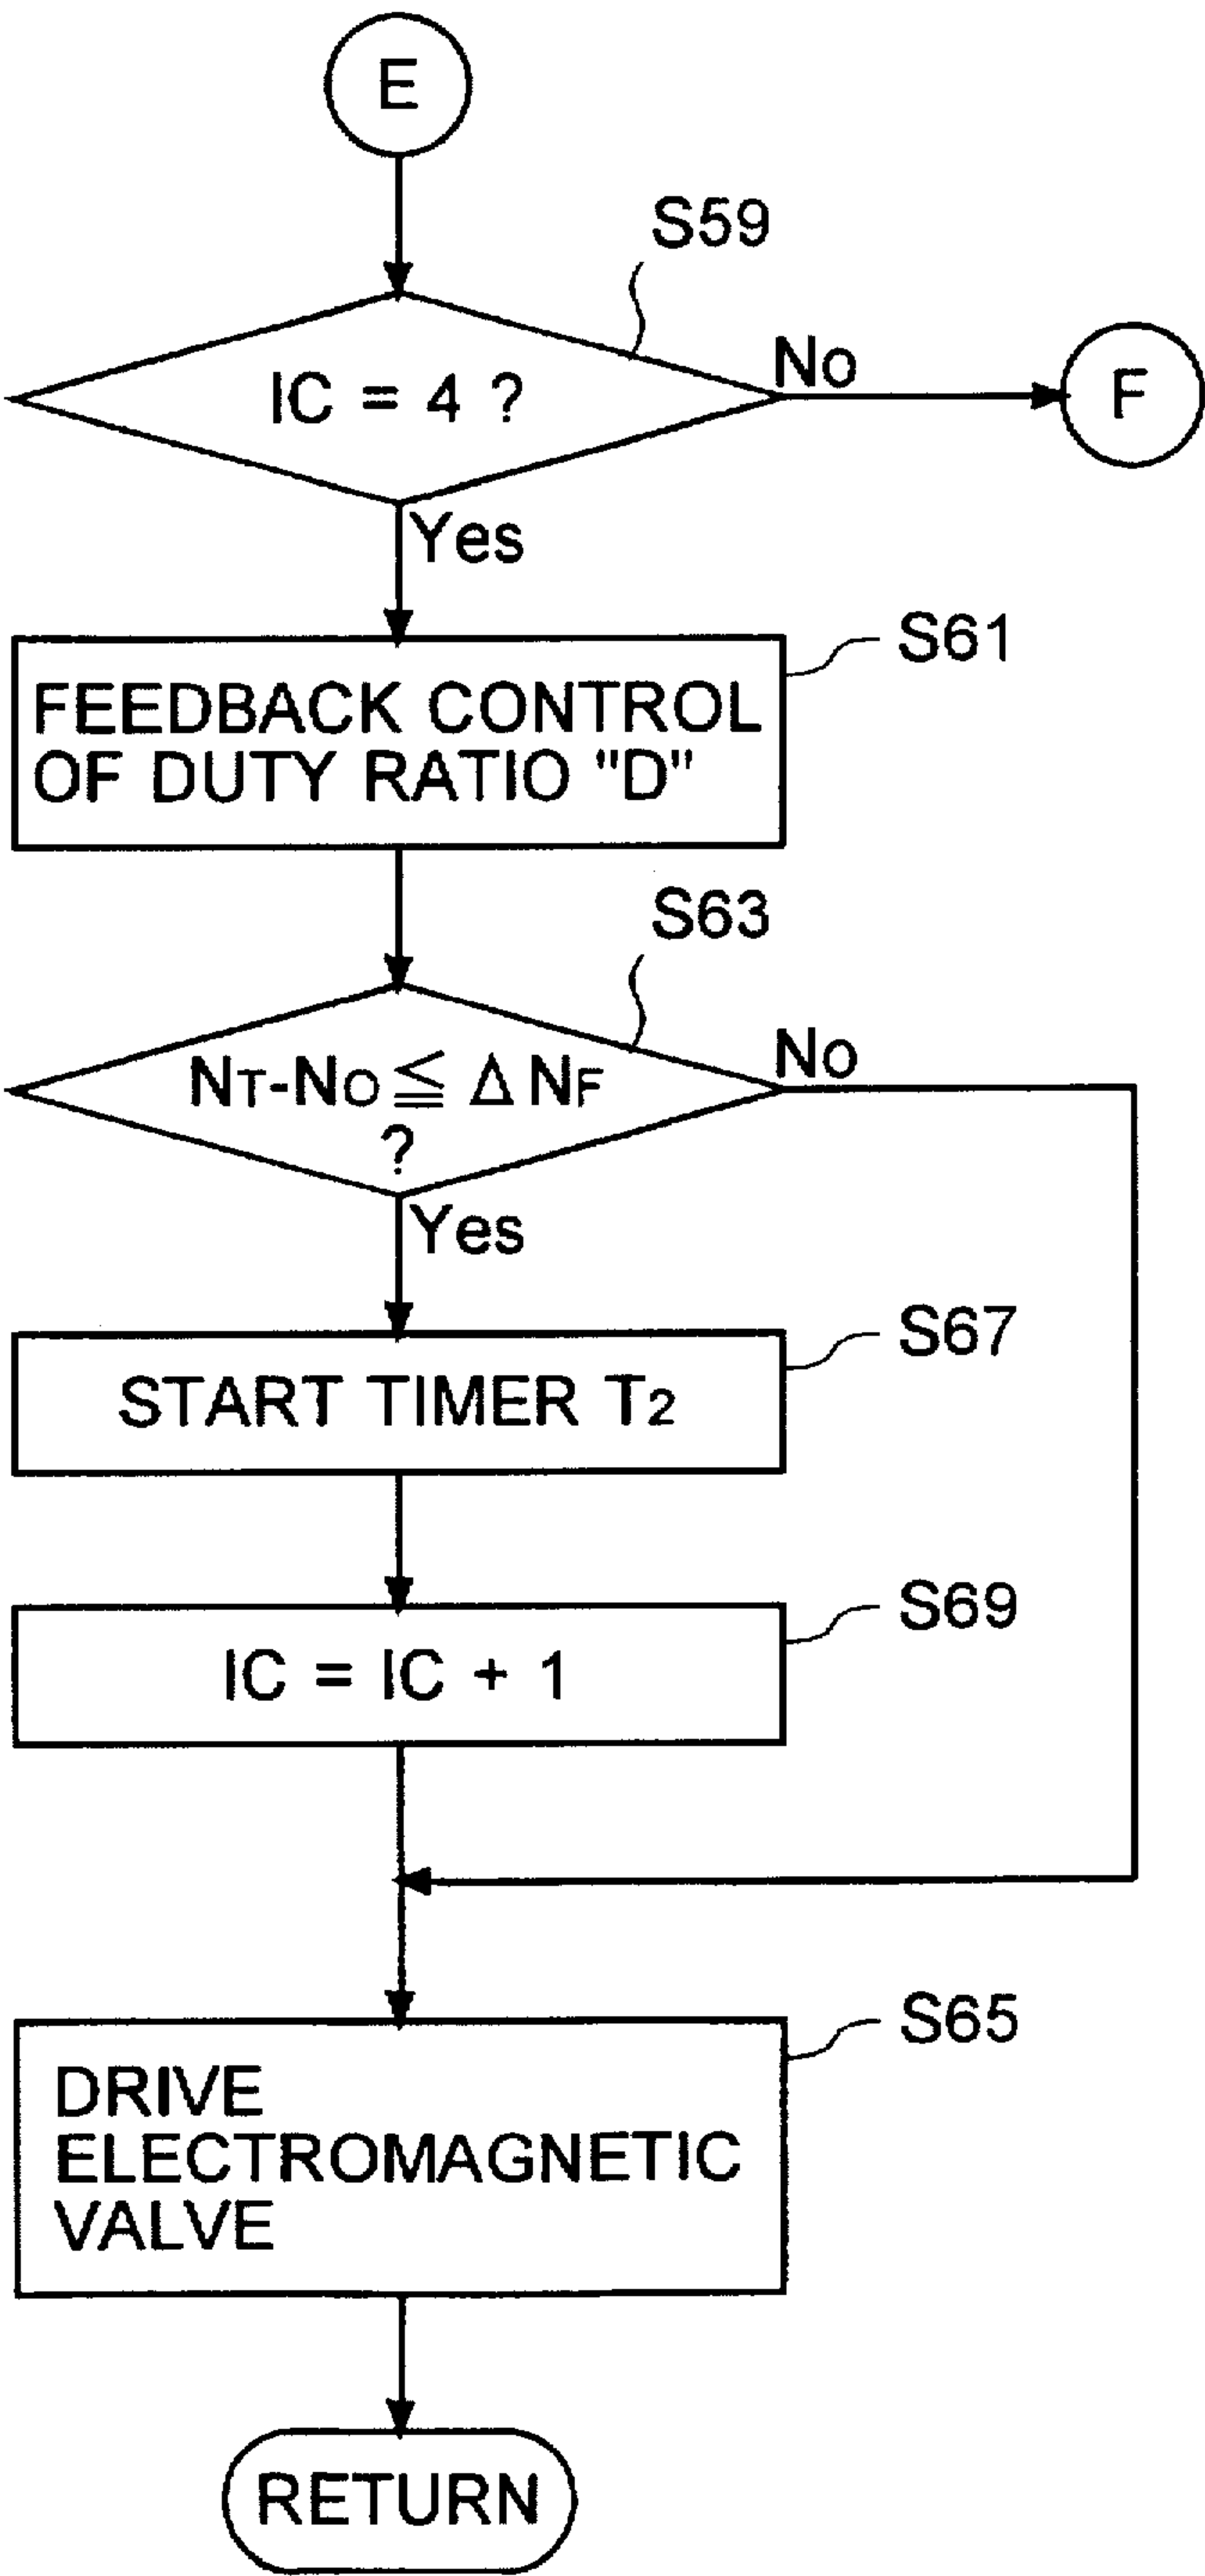 E
S59
IC = 4 ?
No
F
Yes
S61
FEEDBACK CONTROL
OF DUTY RATIO "D"
S63
NT-NO ≦ Δ NF
?
No
Yes
S67
START TIMER T2
S69
IC = IC + 1
S65
DRIVE
ELECTROMAGNETIC
VALVE
RETURN